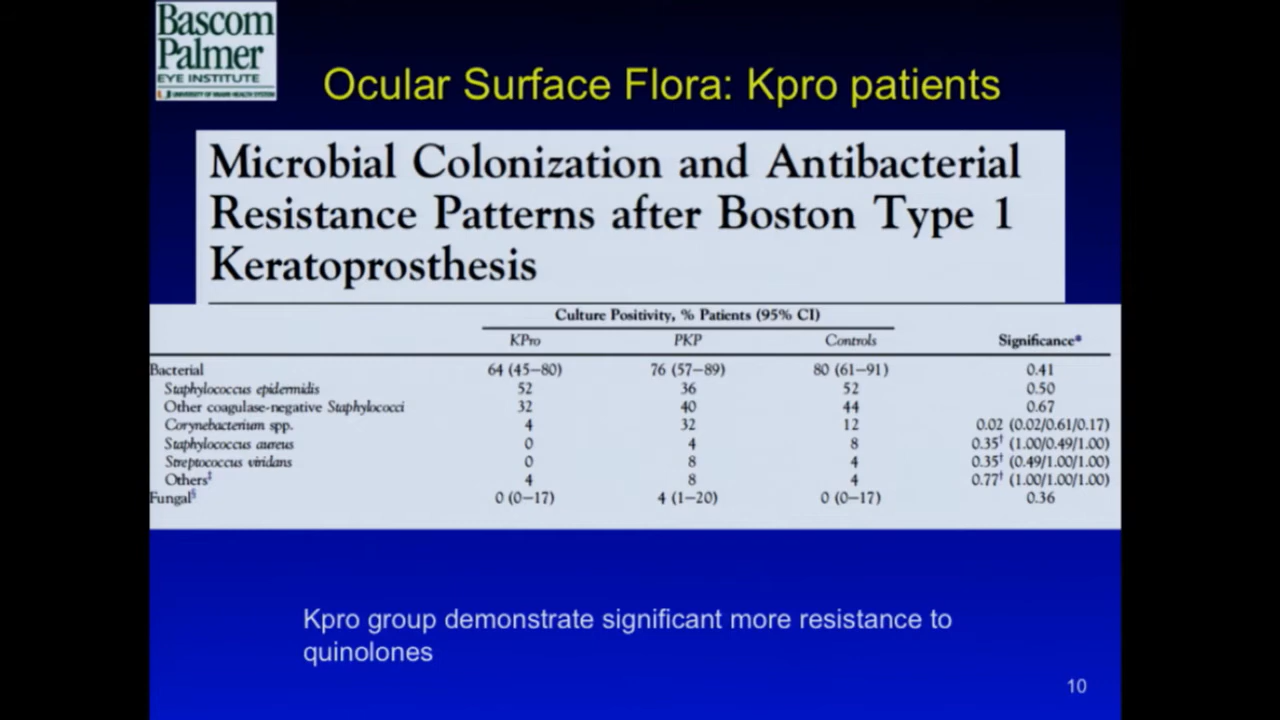 Bascom
Palmer
EYE INSTITUTE
UNIVERSITY OF MIAMI HEALTH SYSTEM
Ocular Surface Flora: Kpro patients
Microbial Colonization and Antibacterial
Resistance Patterns after Boston Type 1
Keratoprosthesis
Culture Positivity, % Patients (95% CI)
KPro PKP Controls Significance*
Bacterial 64 (45–80) 76 (57–89) 80 (61–91) 0.41
Staphylococcus epidermidis 52 36 52 0.50
Other coagulase-negative Staphylococci 32 40 44 0.67
Corynebacterium spp. 4 32 12 0.02 (0.02/0.61/0.17)
Staphylococcus aureus 0 4 8 0.35† (1.00/0.49/1.00)
Streptococcus viridans 0 8 4 0.35† (0.49/1.00/1.00)
Others‡ 4 8 4 0.77† (1.00/1.00/1.00)
Fungal§ 0 (0–17) 4 (1–20) 0 (0–17) 0.36
Kpro group demonstrate significant more resistance to
quinolones
10